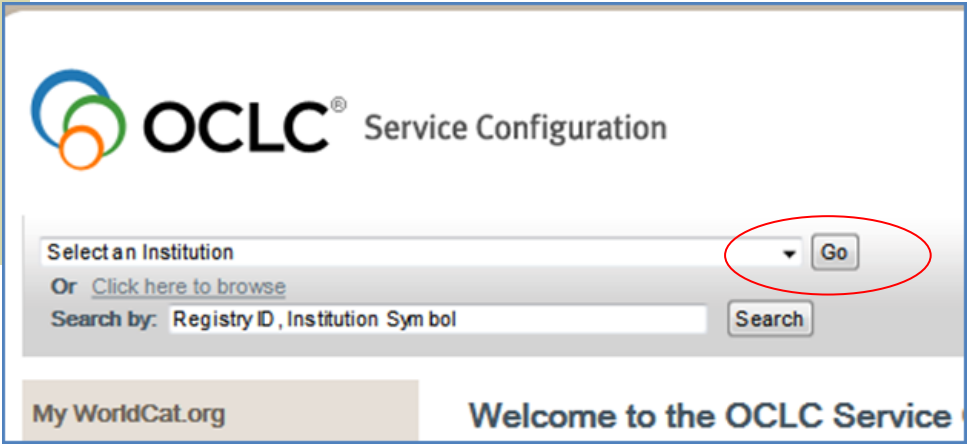 OCLC® Service Configuration
Select an Institution Go
Or Click here to browse
Search by: Registry ID, Institution Symbol Search
My WorldCat.org
Welcome to the OCLC Service